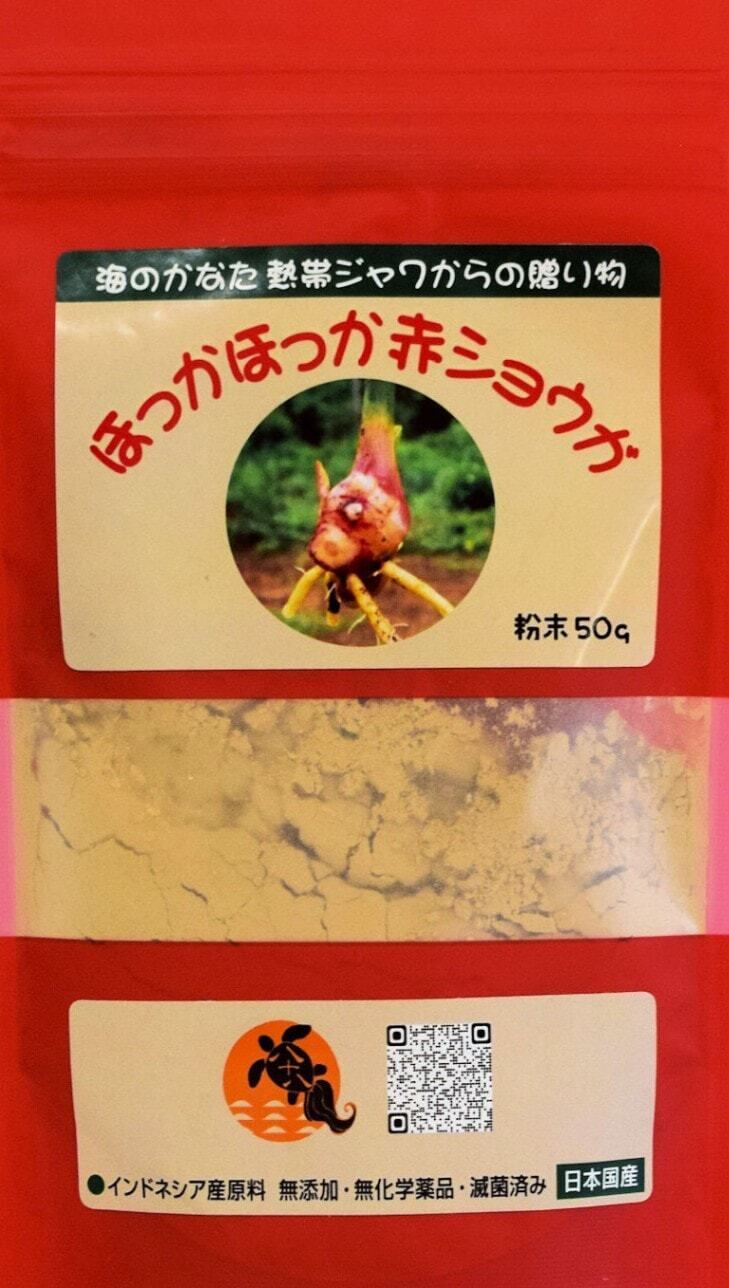 海のかなた 熱帯ジャワからの贈り物
ほっかほっか赤ショウガ
粉末50g
茶
●インドネシア産原料 無添加・無化学薬品・滅菌済み 日本国産